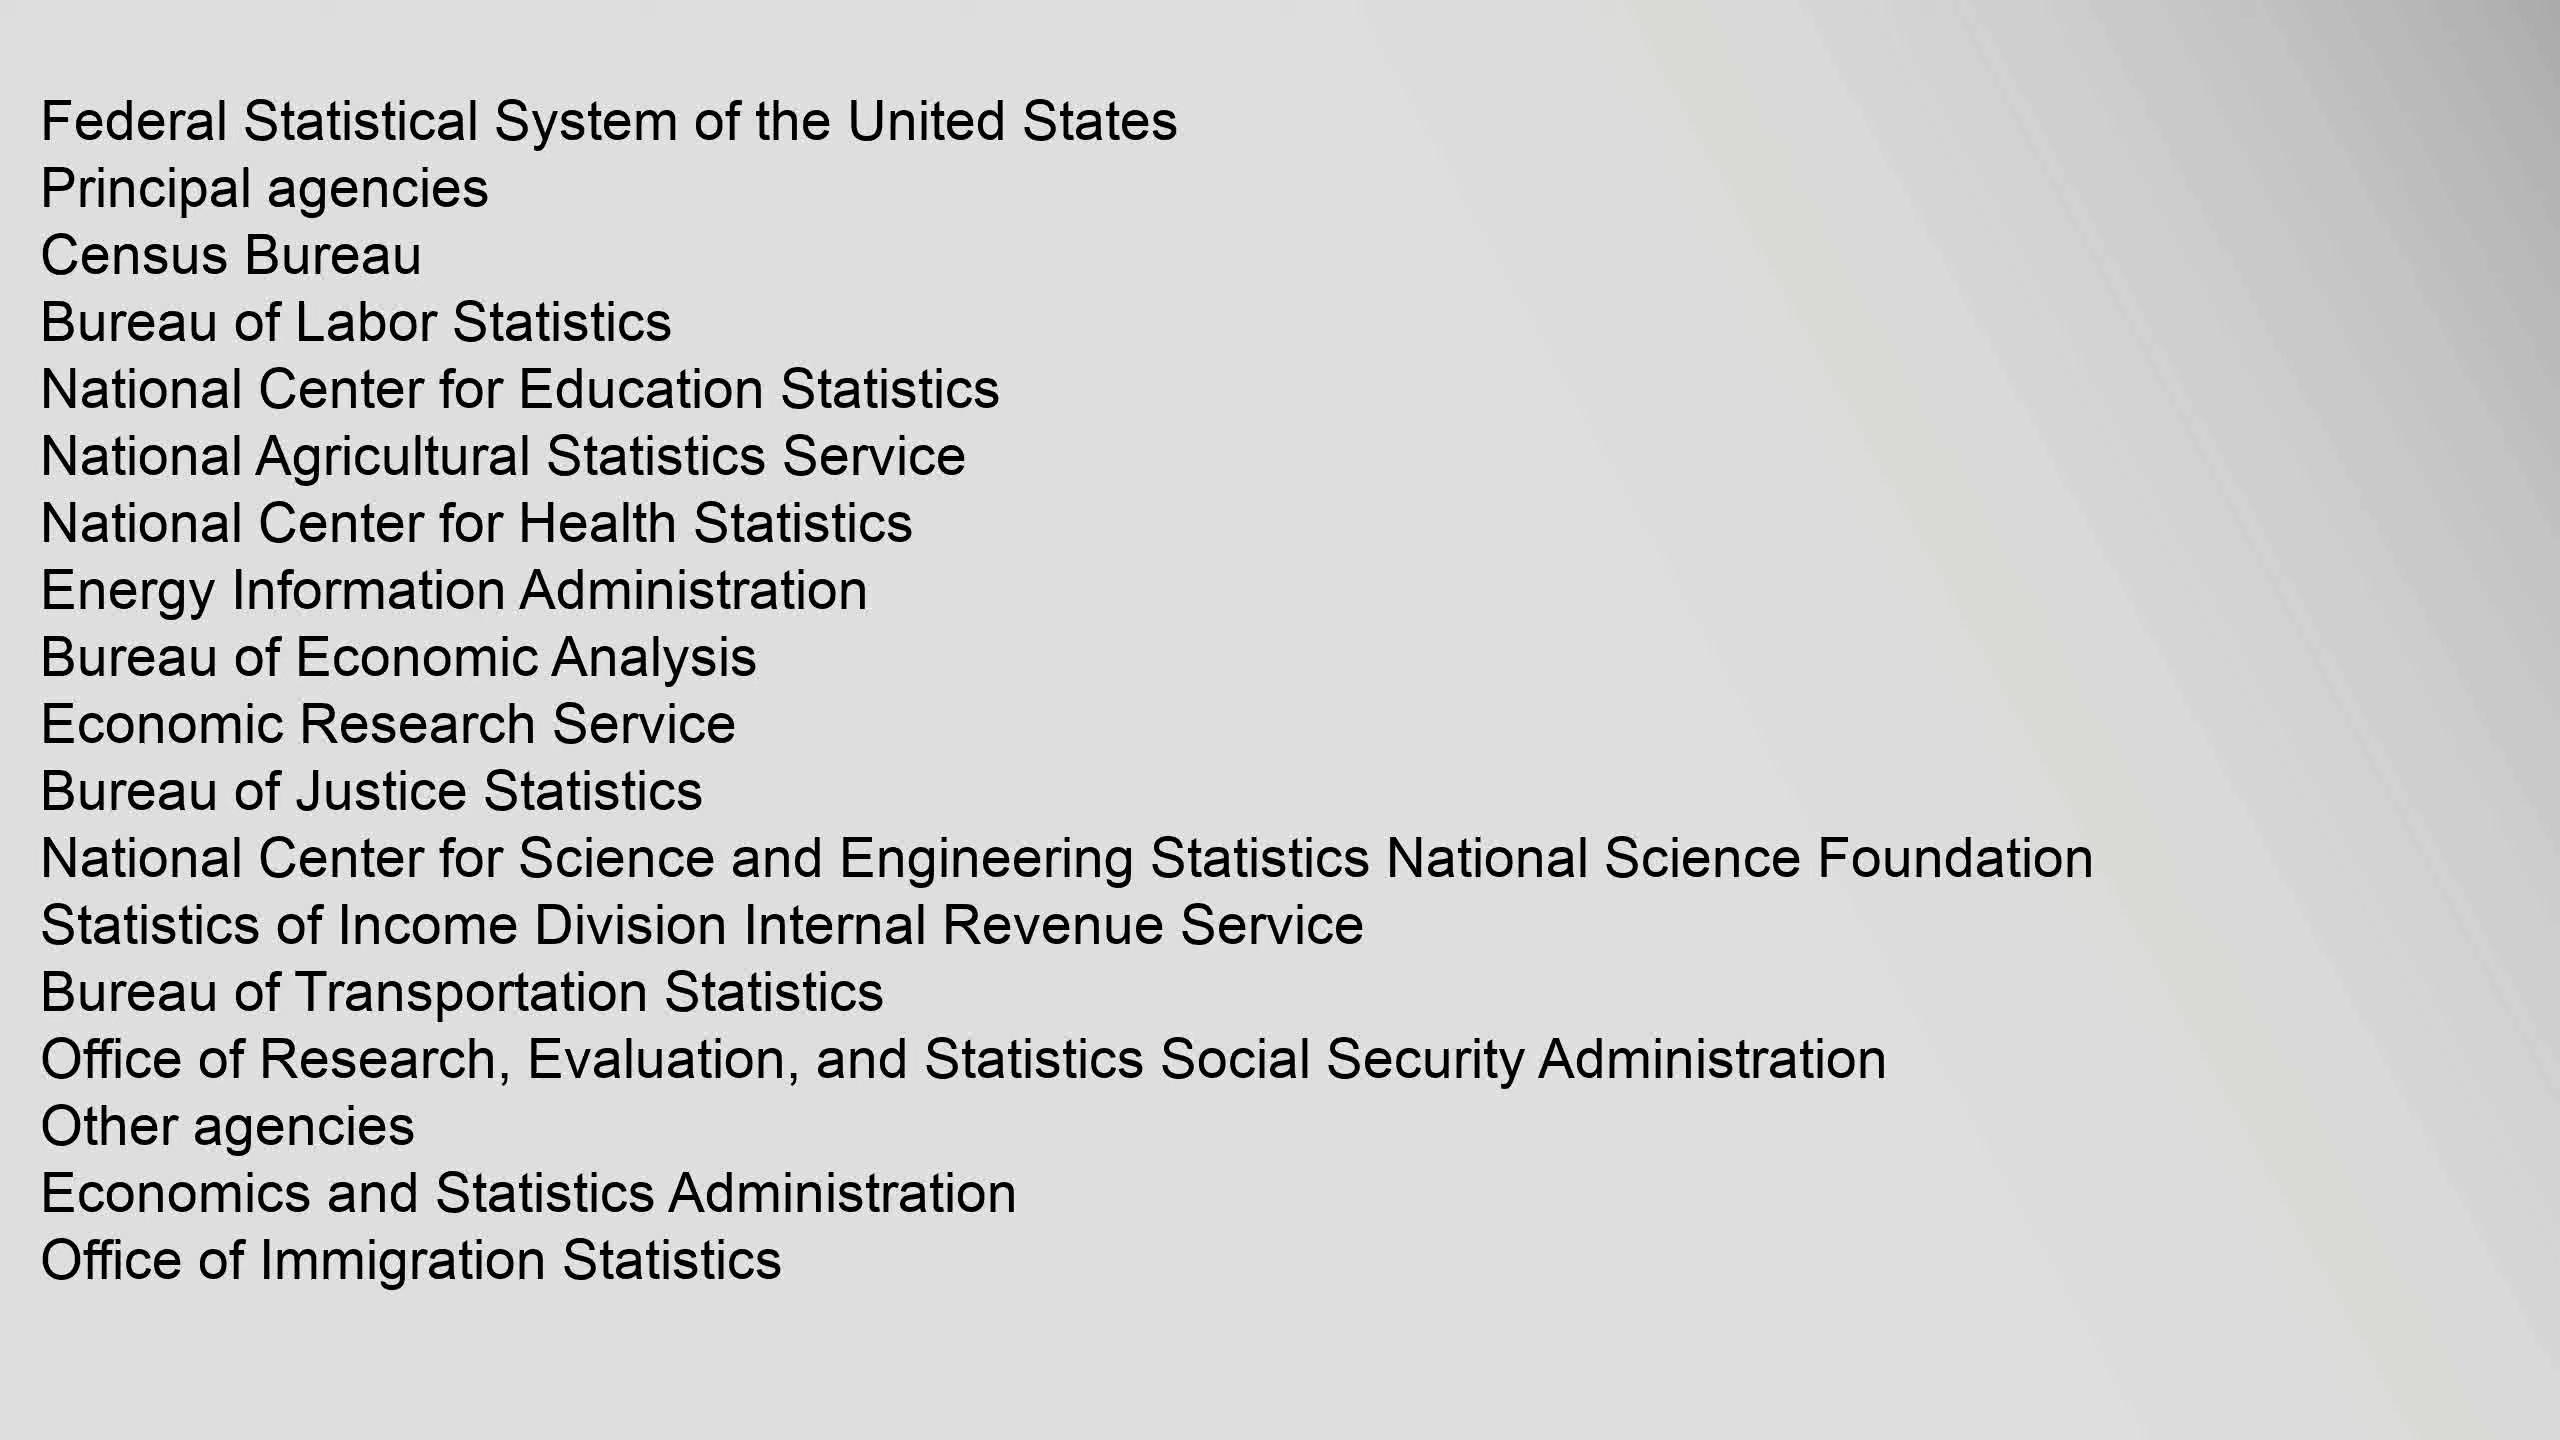 Federal Statistical System of the United States
Principal agencies
Census Bureau
Bureau of Labor Statistics
National Center for Education Statistics
National Agricultural Statistics Service
National Center for Health Statistics
Energy Information Administration
Bureau of Economic Analysis
Economic Research Service
Bureau of Justice Statistics
National Center for Science and Engineering Statistics National Science Foundation
Statistics of Income Division Internal Revenue Service
Bureau of Transportation Statistics
Office of Research, Evaluation, and Statistics Social Security Administration
Other agencies
Economics and Statistics Administration
Office of Immigration Statistics